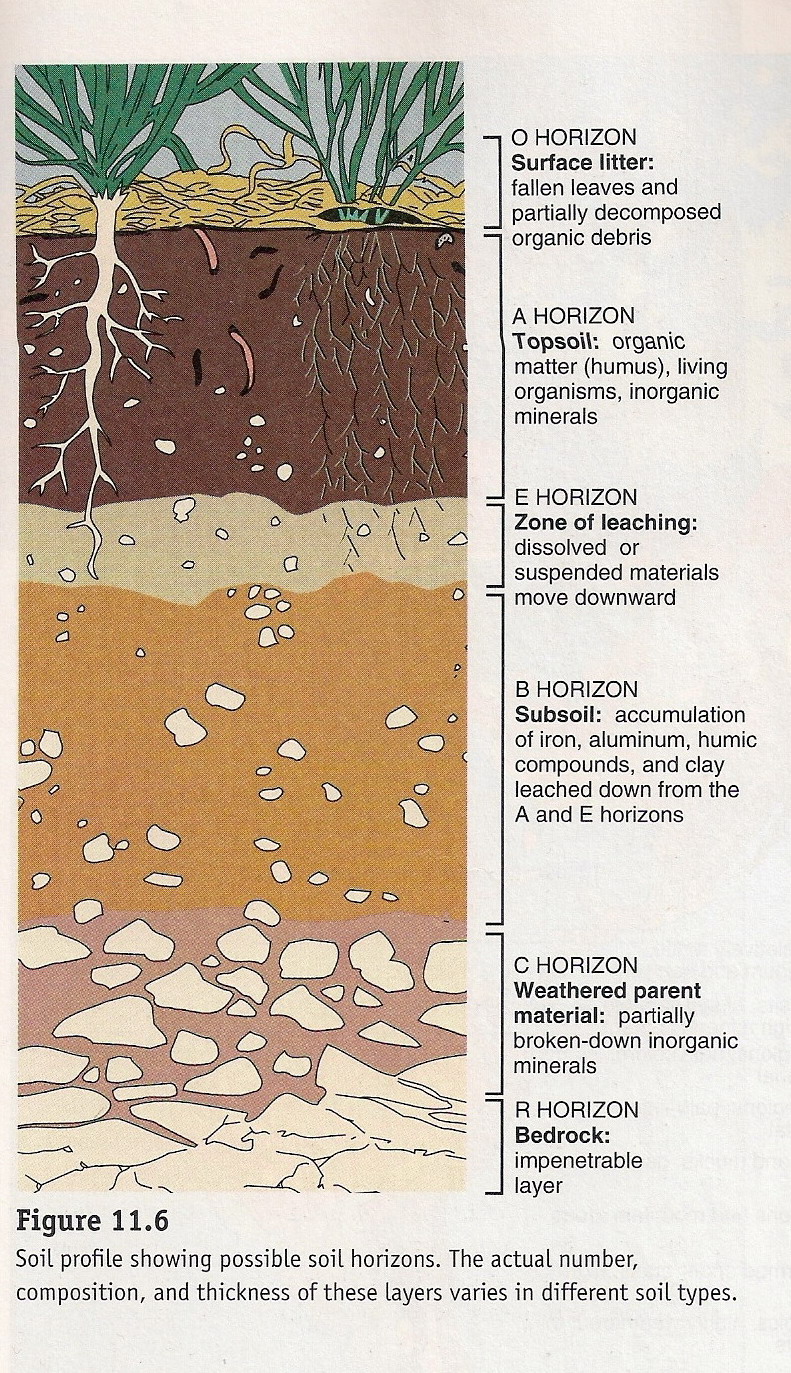 O HORIZON
Surface litter:
fallen leaves and
partially decomposed
organic debris
A HORIZON
Topsoil: organic
matter (humus), living
organisms, inorganic
minerals
E HORIZON
Zone of leaching:
dissolved or
suspended materials
move downward
B HORIZON
Subsoil: accumulation
of iron, aluminum, humic
compounds, and clay
leached down from the
A and E horizons
C HORIZON
Weathered parent
material: partially
broken-down inorganic
minerals
R HORIZON
Bedrock:
impenetrable
layer
Figure 11.6
Soil profile showing possible soil horizons. The actual number,
composition, and thickness of these layers varies in different soil types.